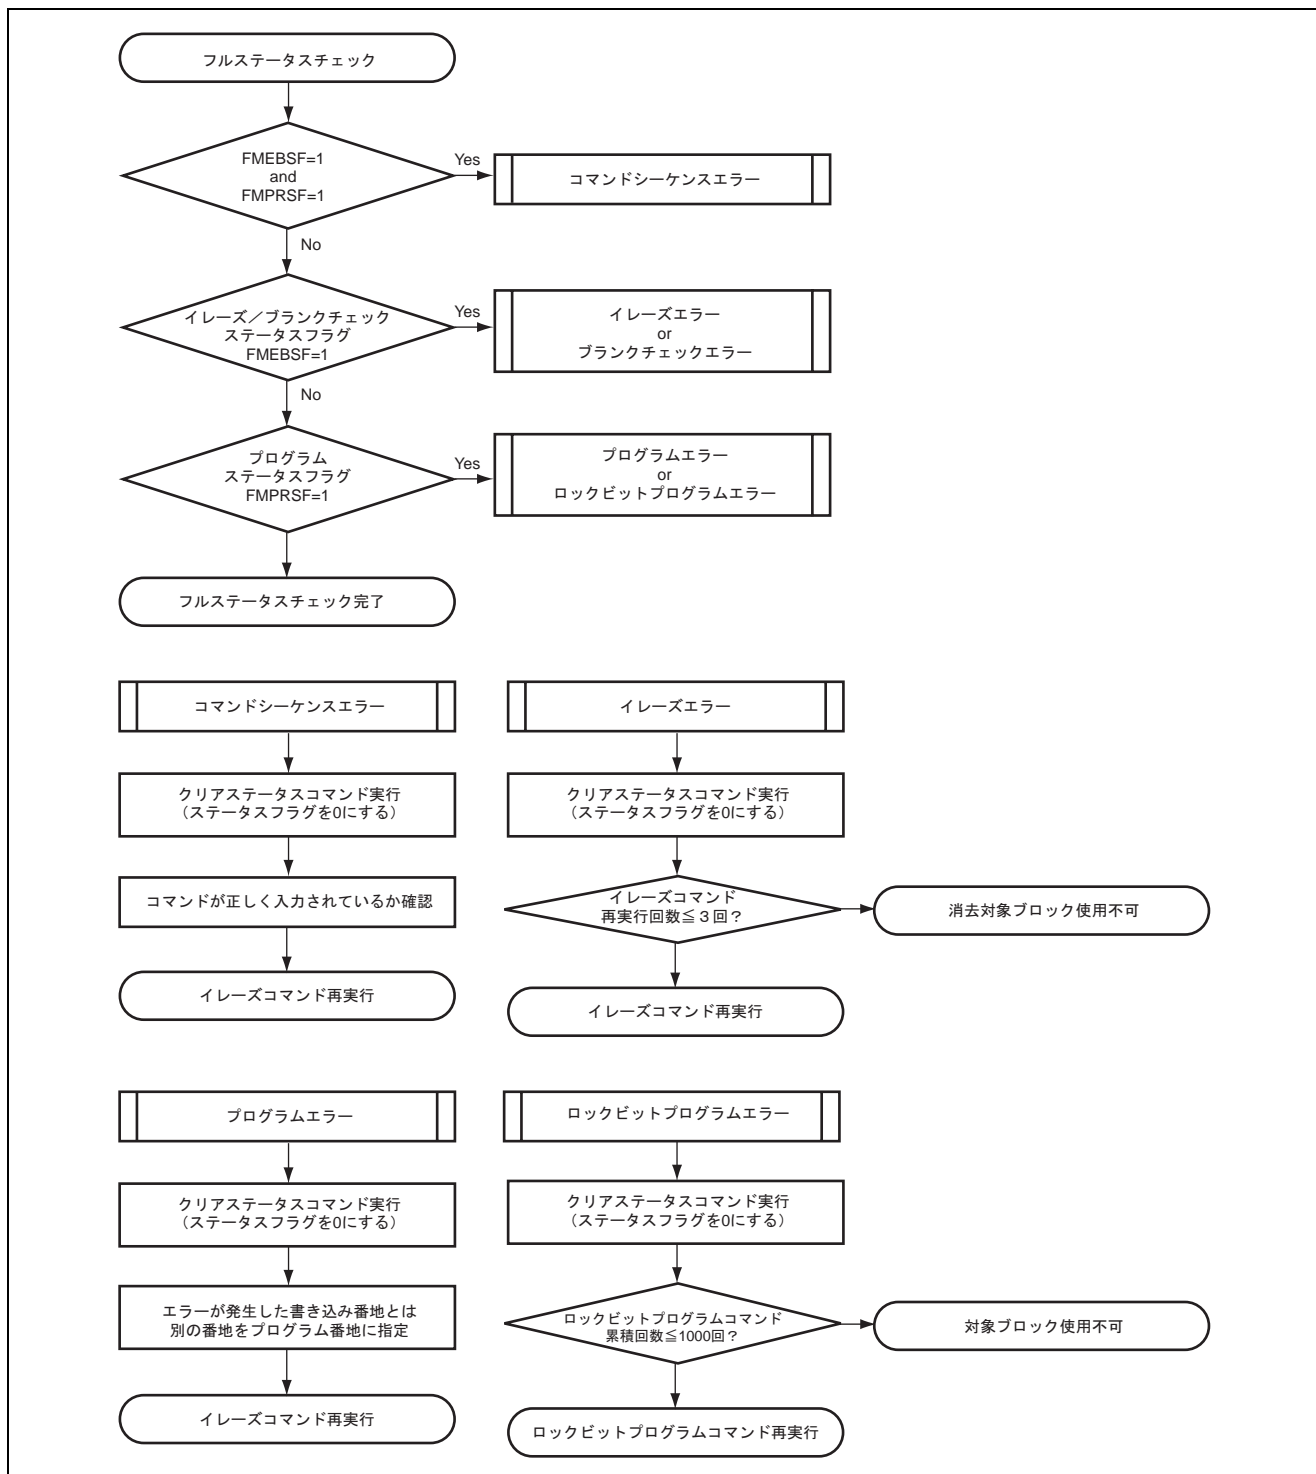 フルステータスチェック
FMEBSF=1
and
FMPRSF=1
Yes
コマンドシーケンスエラー
No
イレーズ／ブランクチェック
ステータスフラグ
FMEBSF=1
Yes
イレーズエラー
or
ブランクチェックエラー
No
プログラム
ステータスフラグ
FMPRSF=1
Yes
プログラムエラー
or
ロックビットプログラムエラー
フルステータスチェック完了
コマンドシーケンスエラー
クリアステータスコマンド実行
（ステータスフラグを0にする）
コマンドが正しく入力されているか確認
イレーズコマンド再実行
イレーズエラー
クリアステータスコマンド実行
（ステータスフラグを0にする）
イレーズコマンド
再実行回数≦３回？
消去対象ブロック使用不可
イレーズコマンド再実行
プログラムエラー
クリアステータスコマンド実行
（ステータスフラグを0にする）
エラーが発生した書き込み番地とは
別の番地をプログラム番地に指定
イレーズコマンド再実行
ロックビットプログラムエラー
クリアステータスコマンド実行
（ステータスフラグを0にする）
ロックビットプログラムコマンド
累積回数≦1000回？
対象ブロック使用不可
ロックビットプログラムコマンド再実行